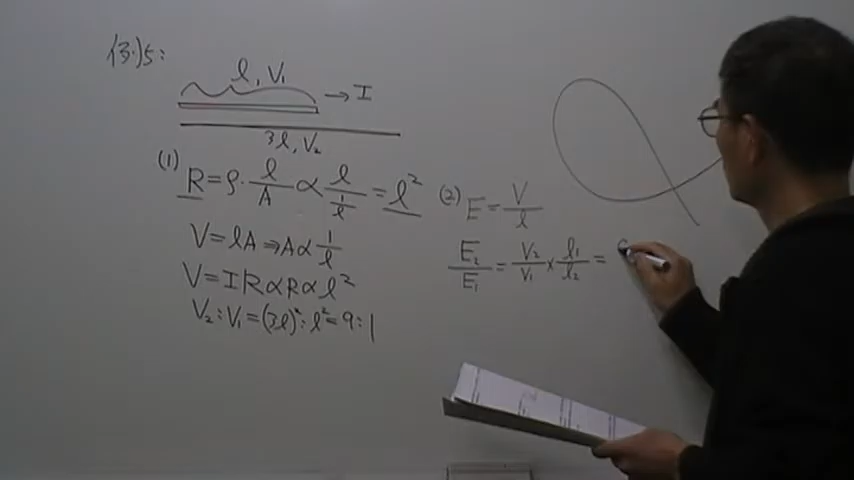 例5:
l, V₁
→ I
3l, V₂
(1) R = ρ · l/A ∝ l/(1/l) = l²
V = lA ⇒ A ∝ 1/l
V = IR ∝ R ∝ l²
V₂ : V₁ = (3l)² : l² = 9 : 1
(2) E = V/l
E₂/E₁ = V₂/V₁ × l₁/l₂ =